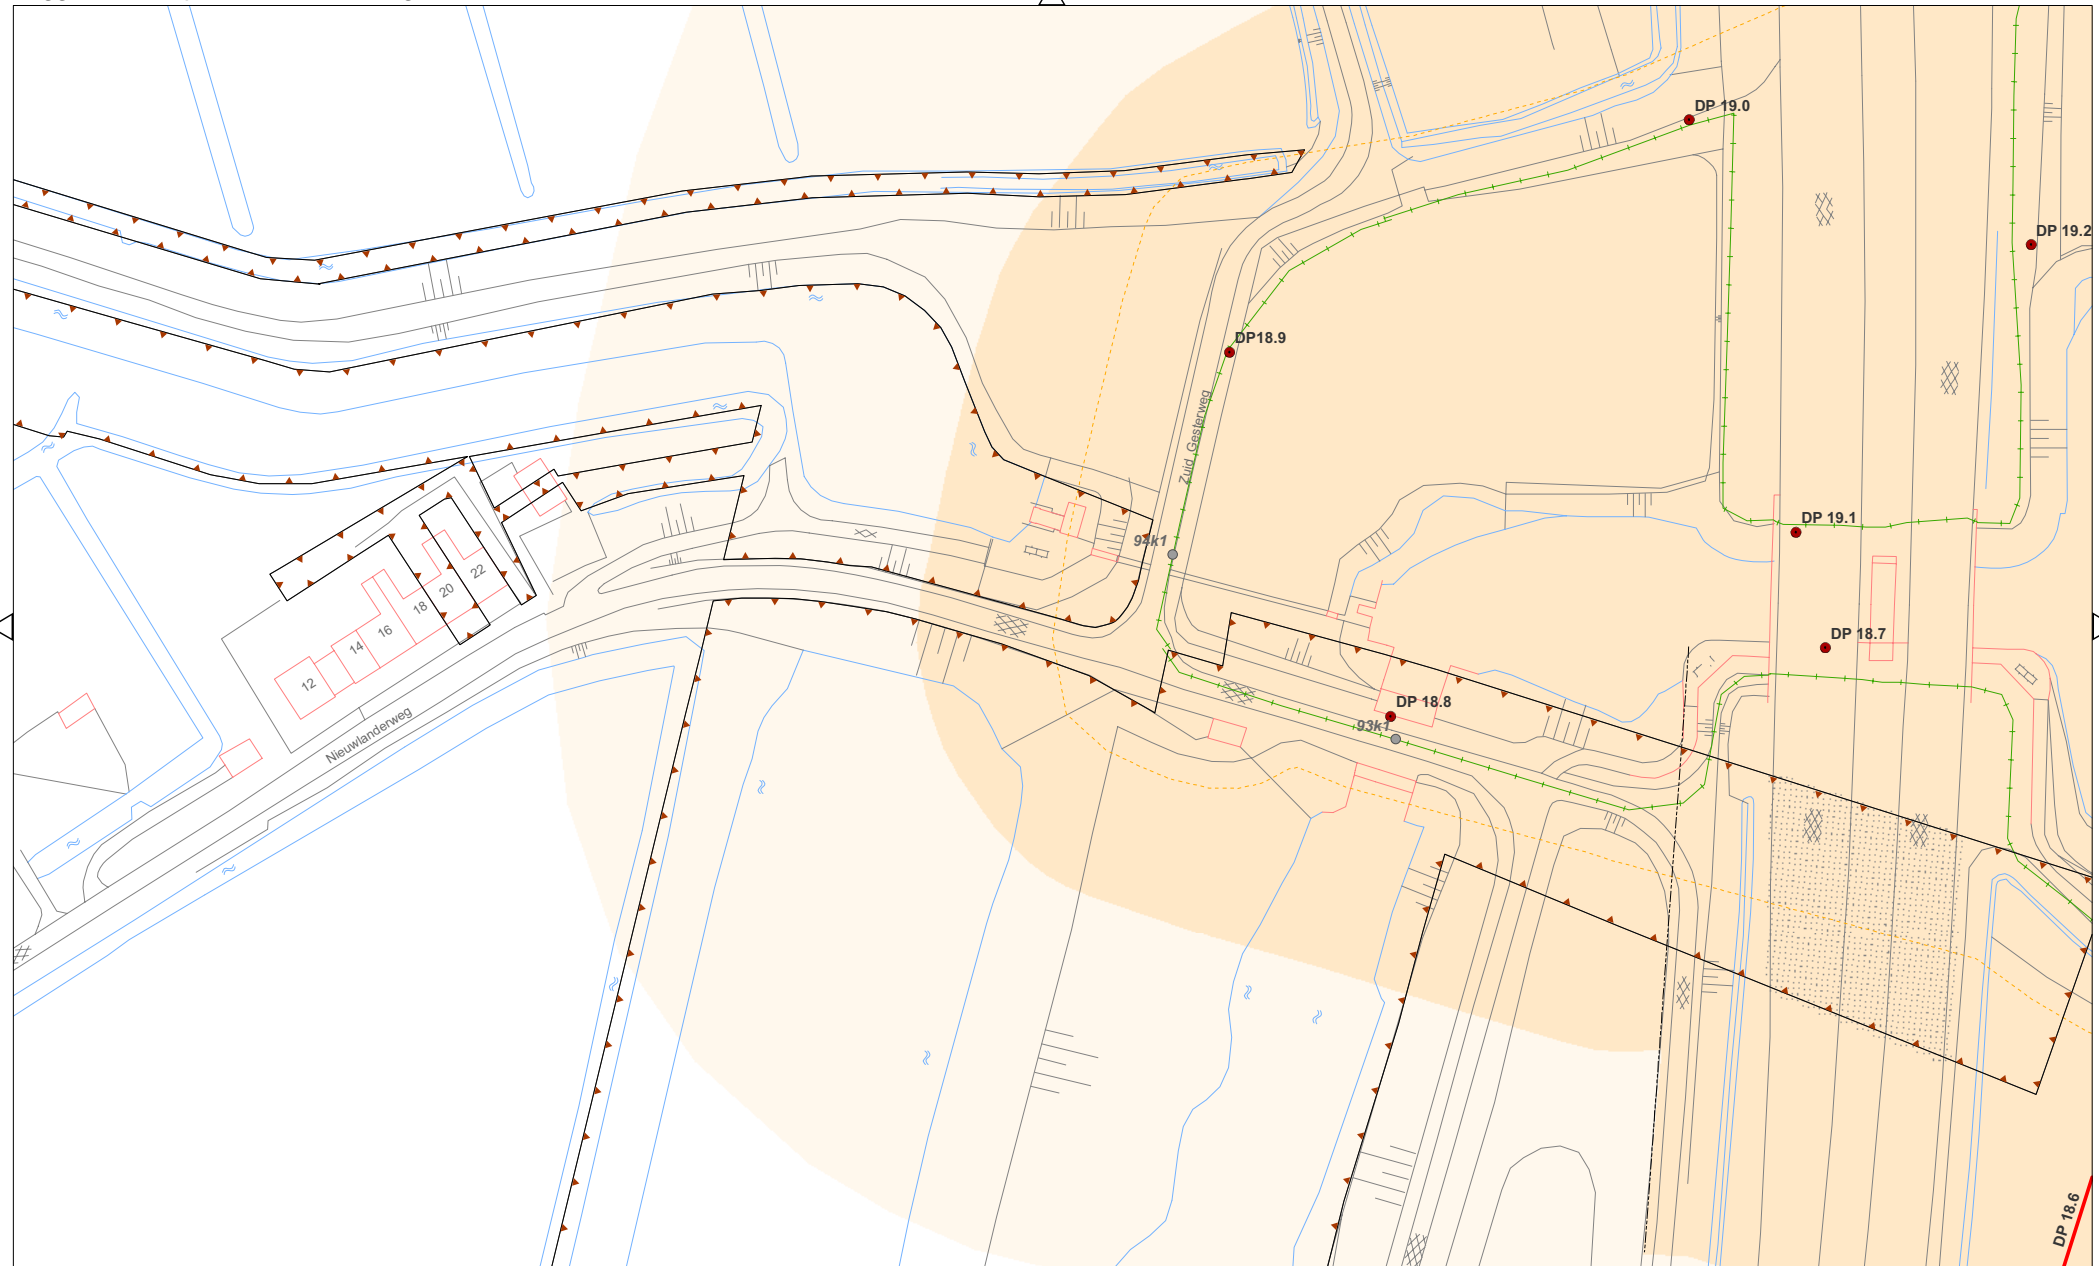 DP 19.0
DP 19.2
DP18.9
Zuid Gesterweg
DP 19.1
94k1
22
20
18
16
14
12
DP 18.7
DP 18.8
93k1
Nieuwlanderweg
DP 18.6